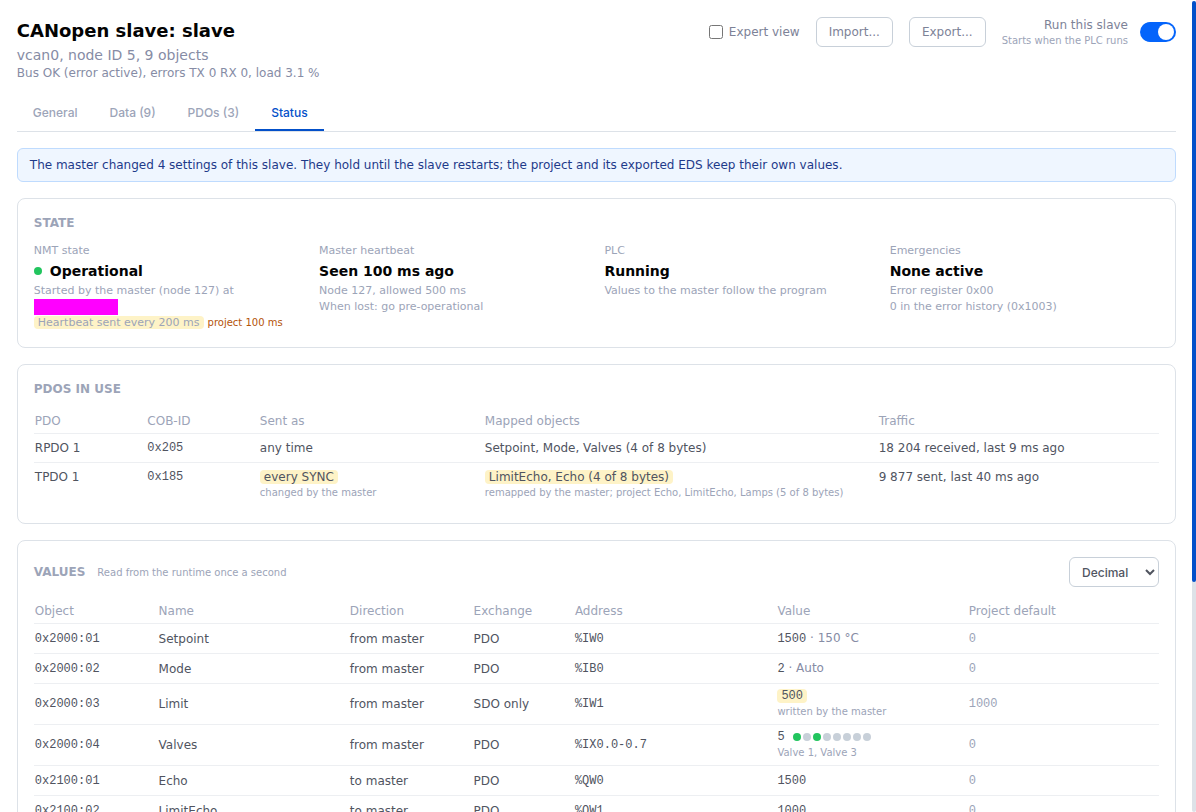 CANopen slave: slave
Expert view
Import...
Export...
Run this slave
Starts when the PLC runs
vcan0, node ID 5, 9 objects
Bus OK (error active), errors TX 0 RX 0, load 3.1 %
General
Data (9)
PDOs (3)
Status
The master changed 4 settings of this slave. They hold until the slave restarts; the project and its exported EDS keep their own values.
STATE
NMT state
Operational
Started by the master (node 127) at
Heartbeat sent every 200 ms project 100 ms
Master heartbeat
Seen 100 ms ago
Node 127, allowed 500 ms
When lost: go pre-operational
PLC
Running
Values to the master follow the program
Emergencies
None active
Error register 0x00
0 in the error history (0x1003)
PDOS IN USE
PDO COB-ID Sent as Mapped objects Traffic
RPDO 1 0x205 any time Setpoint, Mode, Valves (4 of 8 bytes) 18 204 received, last 9 ms ago
TPDO 1 0x185 every SYNC LimitEcho, Echo (4 of 8 bytes) 9 877 sent, last 40 ms ago
changed by the master remapped by the master; project Echo, LimitEcho, Lamps (5 of 8 bytes)
VALUES Read from the runtime once a second Decimal
Object Name Direction Exchange Address Value Project default
0x2000:01 Setpoint from master PDO %IW0 1500 · 150 °C 0
0x2000:02 Mode from master PDO %IB0 2 · Auto 0
0x2000:03 Limit from master SDO only %IW1 500 1000
written by the master
0x2000:04 Valves from master PDO %IX0.0-0.7 5 0
Valve 1, Valve 3
0x2100:01 Echo to master PDO %QW0 1500 0
0x2100:02 LimitEcho to master PDO %QW1 1000 0